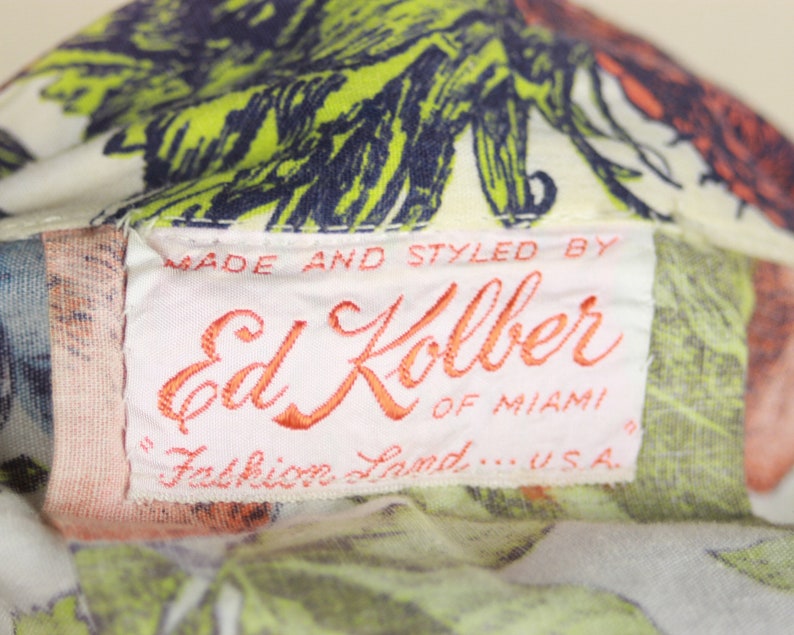 MADE AND STYLED BY
Ed Kolber
OF MIAMI
"Fashion Land... U.S.A."